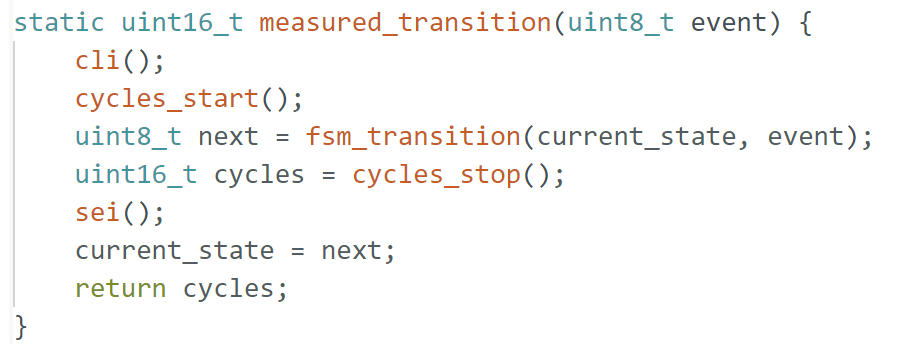 static uint16_t measured_transition(uint8_t event) {
    cli();
    cycles_start();
    uint8_t next = fsm_transition(current_state, event);
    uint16_t cycles = cycles_stop();
    sei();
    current_state = next;
    return cycles;
}